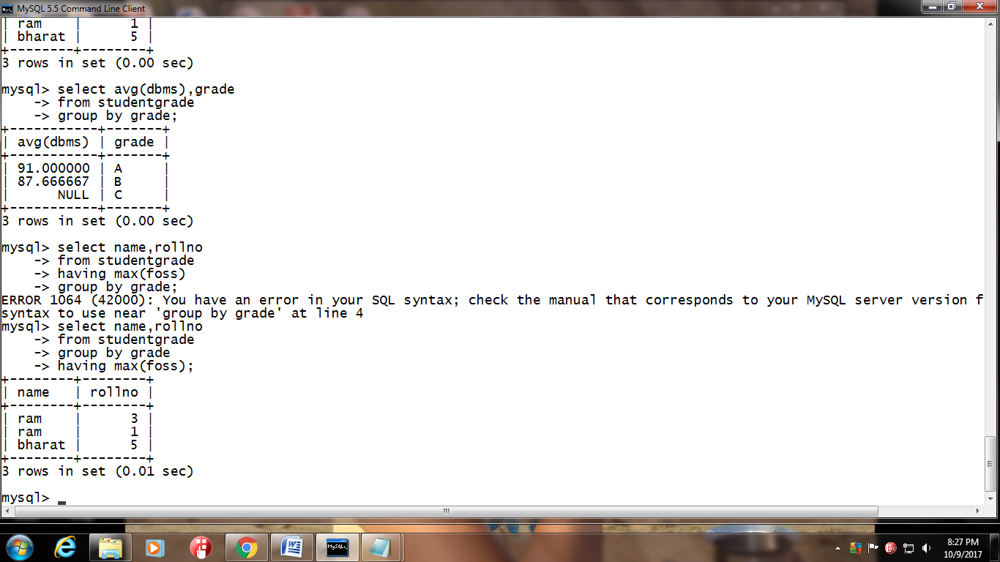 MySQL 5.5 Command Line Client
| ram    |      1 |
| bharat |      5 |
+--------+--------+
3 rows in set (0.00 sec)
mysql> select avg(dbms),grade
    -> from studentgrade
    -> group by grade;
+-----------+-------+
| avg(dbms) | grade |
+-----------+-------+
| 91.000000 | A     |
| 87.666667 | B     |
|      NULL | C     |
+-----------+-------+
3 rows in set (0.00 sec)
mysql> select name,rollno
    -> from studentgrade
    -> having max(foss)
    -> group by grade;
ERROR 1064 (42000): You have an error in your SQL syntax; check the manual that corresponds to your MySQL server version f
syntax to use near 'group by grade' at line 4
mysql> select name,rollno
    -> from studentgrade
    -> group by grade
    -> having max(foss);
+--------+--------+
| name   | rollno |
+--------+--------+
| ram    |      3 |
| ram    |      1 |
| bharat |      5 |
+--------+--------+
3 rows in set (0.01 sec)
mysql>
8:27 PM
10/9/2017